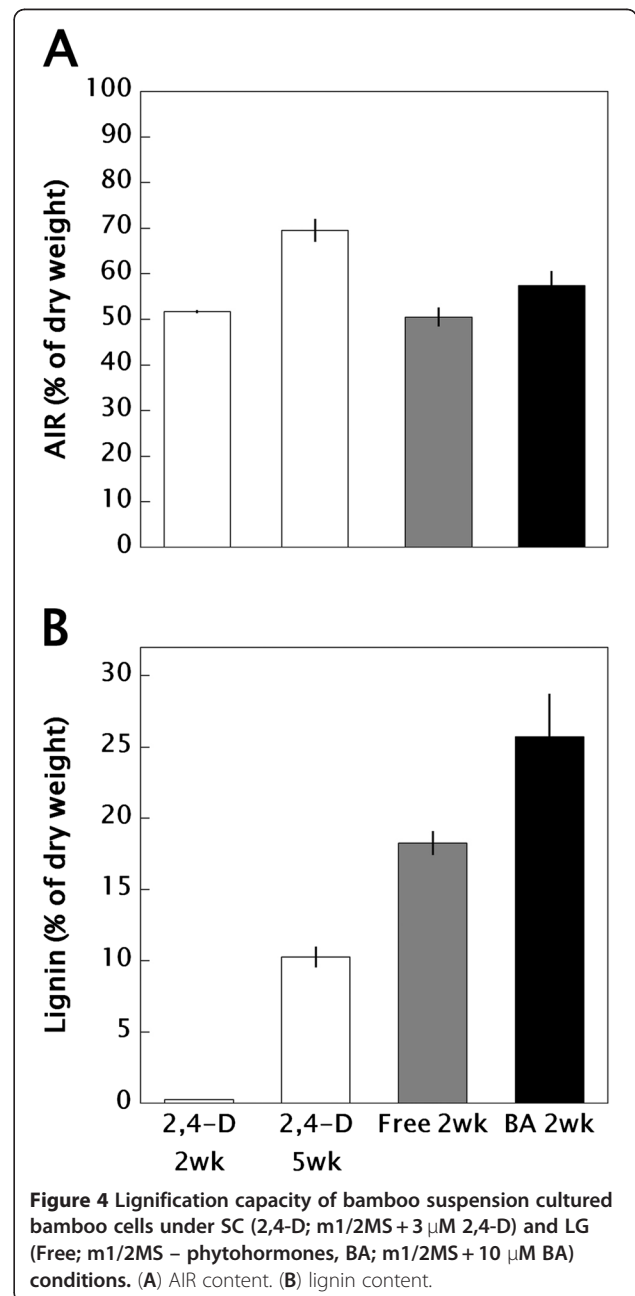 A
100
90
80
70
60
50
40
30
20
10
0
AIR (% of dry weight)
B
30
25
20
15
10
5
0
Lignin (% of dry weight)
2,4–D 2,4–D Free 2wk BA 2wk
2wk 5wk
Figure 4 Lignification capacity of bamboo suspension cultured
bamboo cells under SC (2,4-D; m1/2MS + 3 μM 2,4-D) and LG
(Free; m1/2MS – phytohormones, BA; m1/2MS + 10 μM BA)
conditions. (A) AIR content. (B) lignin content.